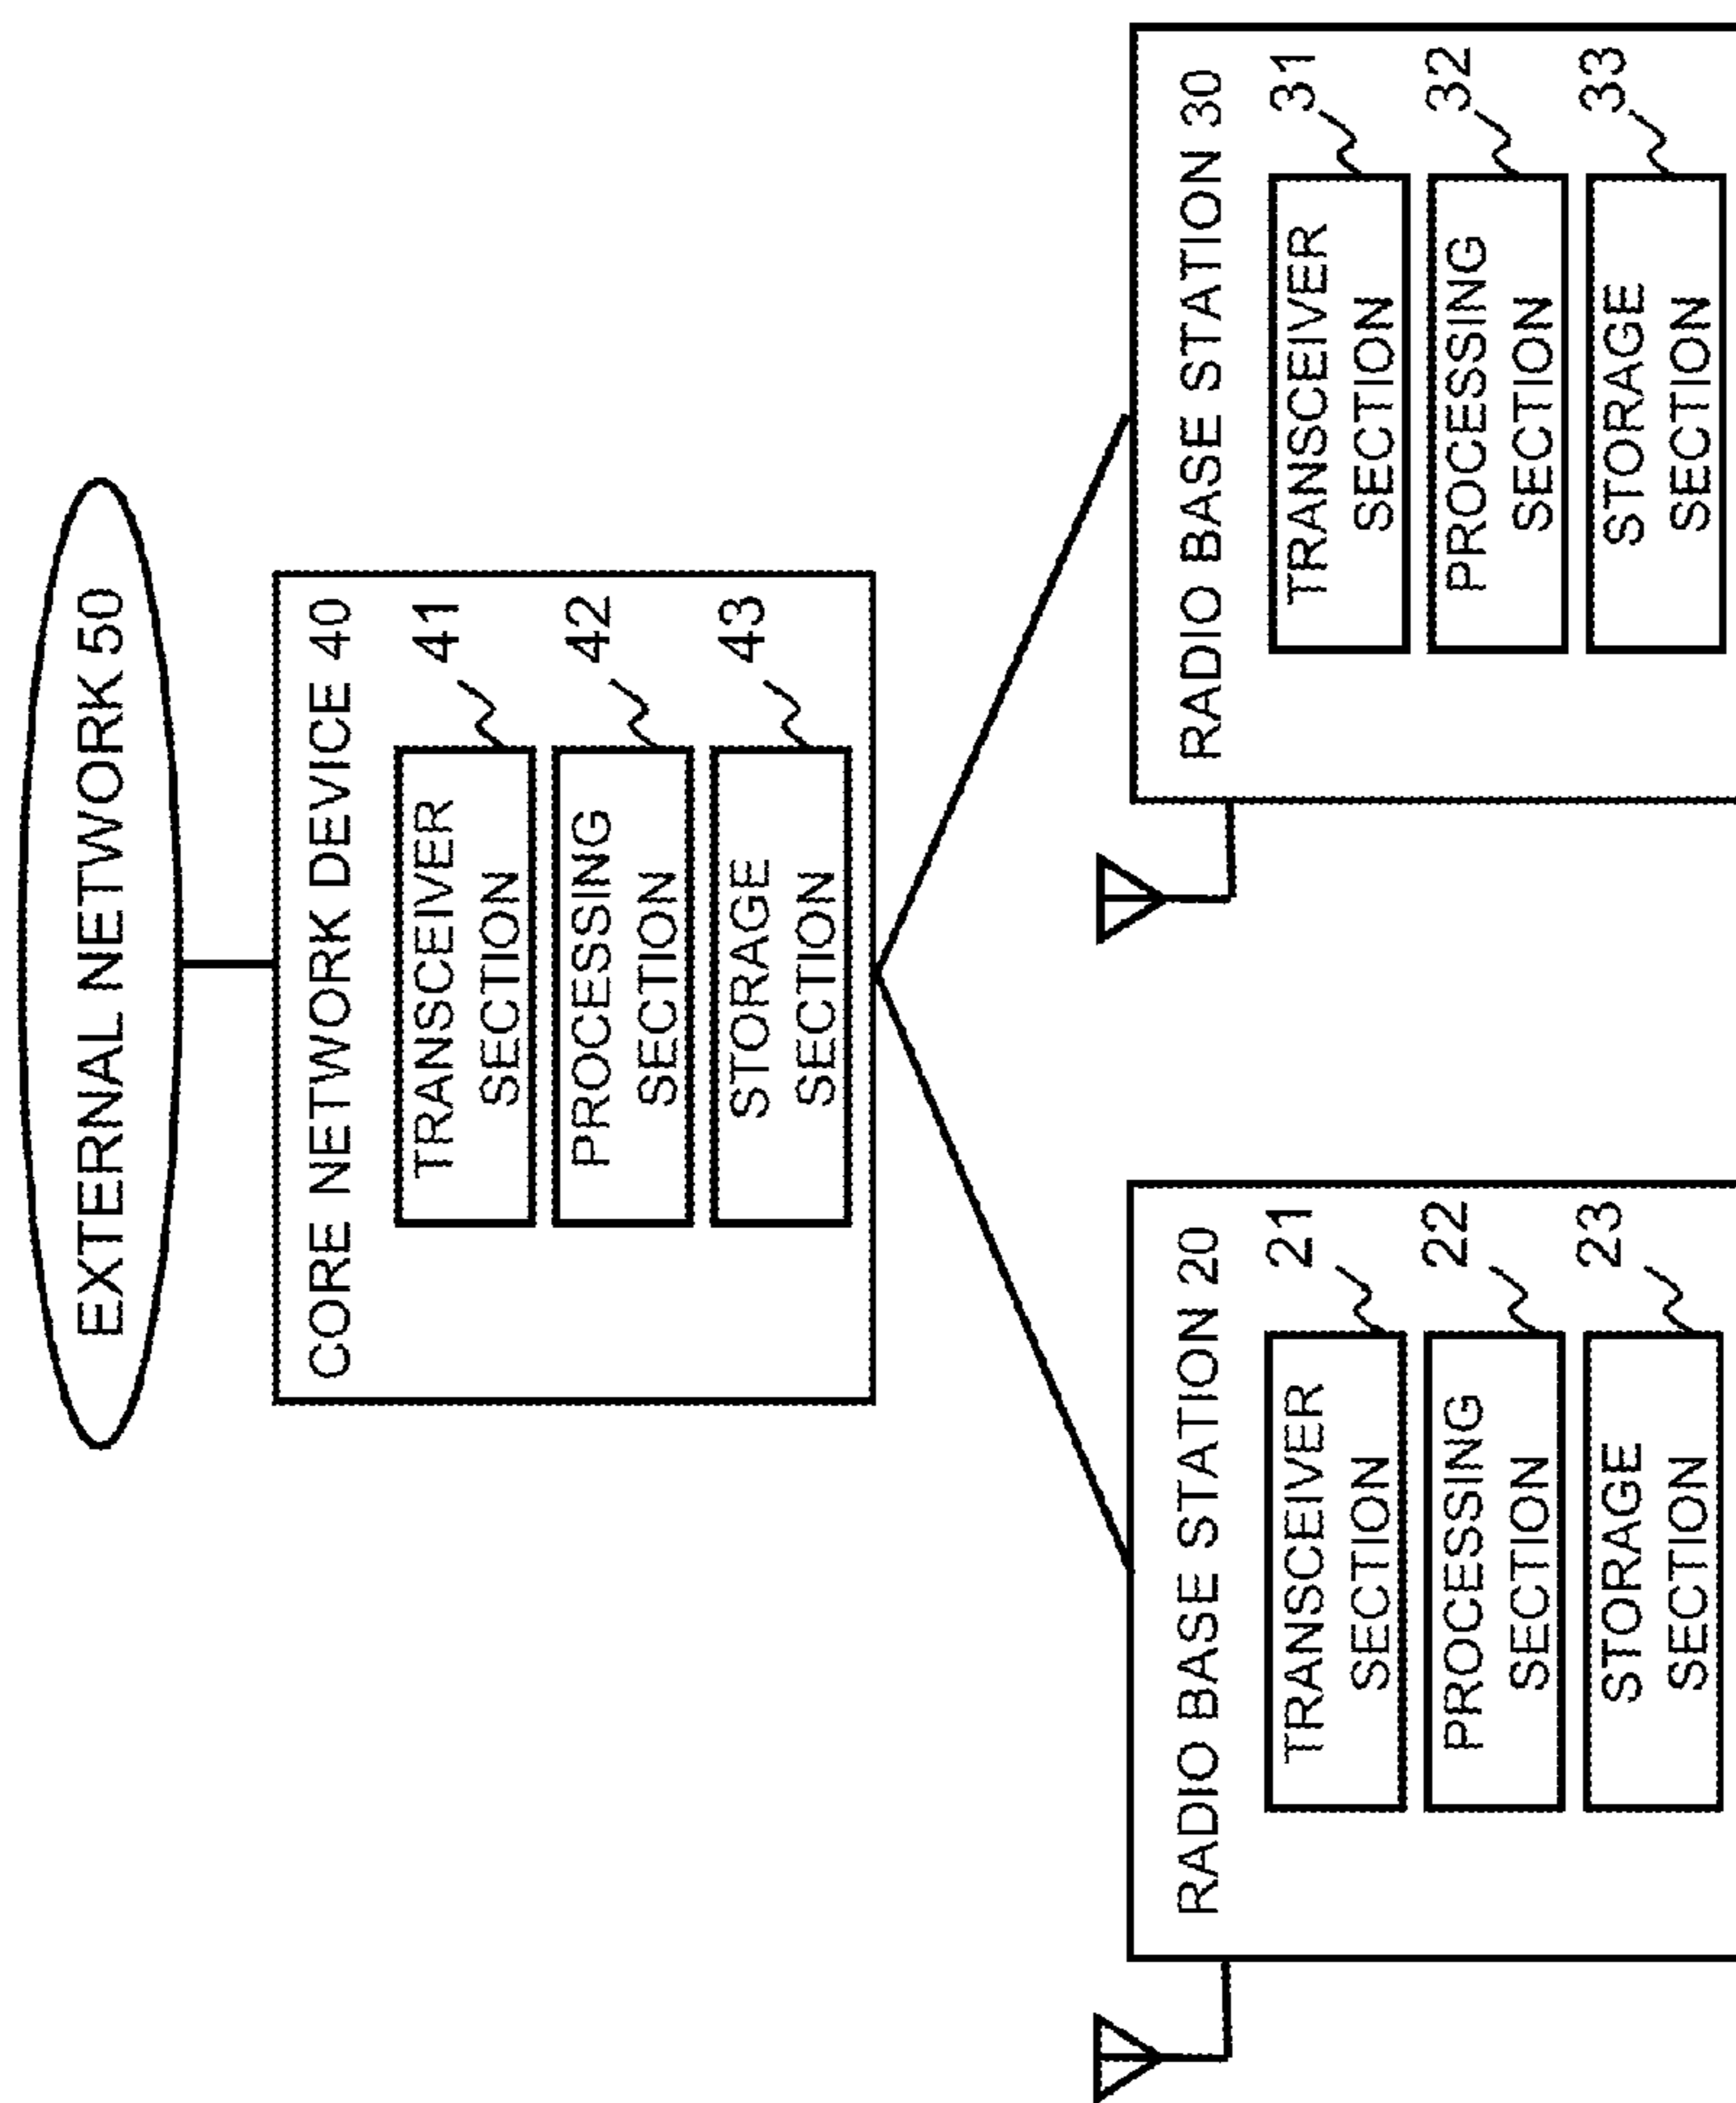 EXTERNAL NETWORK 50
CORE NETWORK DEVICE 40
TRANSCEIVER
SECTION
41
PROCESSING
SECTION
42
STORAGE
SECTION
43
RADIO BASE STATION 20
TRANSCEIVER
SECTION
21
PROCESSING
SECTION
22
STORAGE
SECTION
23
RADIO BASE STATION 30
TRANSCEIVER
SECTION
31
PROCESSING
SECTION
32
STORAGE
SECTION
33